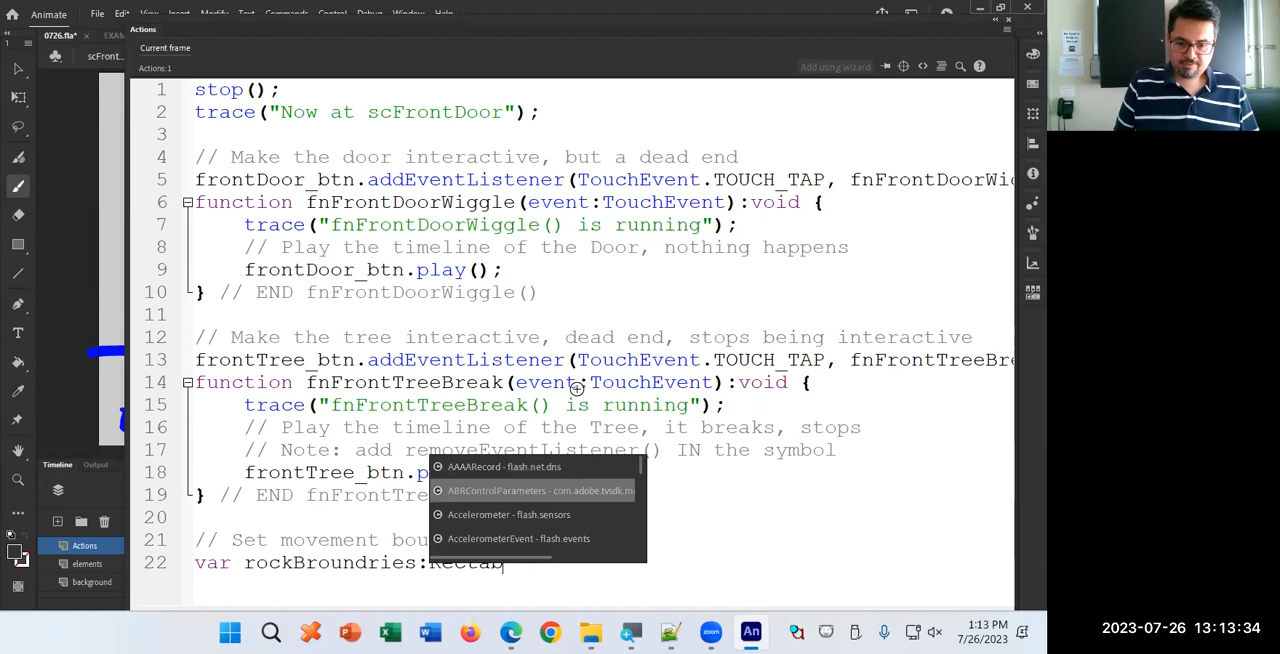 Animate
File
Edit
View
Insert
Modify
Text
Commands
Control
Debug
Window
Help
0726.fla*
scFront...
Actions
Current frame
Actions:1
Add using wizard
1 stop();
2 trace("Now at scFrontDoor");
3
4 // Make the door interactive, but a dead end
5 frontDoor_btn.addEventListener(TouchEvent.TOUCH_TAP, fnFrontDoorWig
6 function fnFrontDoorWiggle(event:TouchEvent):void {
7 trace("fnFrontDoorWiggle() is running");
8 // Play the timeline of the Door, nothing happens
9 frontDoor_btn.play();
10 } // END fnFrontDoorWiggle()
11
12 // Make the tree interactive, dead end, stops being interactive
13 frontTree_btn.addEventListener(TouchEvent.TOUCH_TAP, fnFrontTreeBre
14 function fnFrontTreeBreak(event:TouchEvent):void {
15 trace("fnFrontTreeBreak() is running");
16 // Play the timeline of the Tree, it breaks, stops
17 // Note: add removeEventListener() IN the symbol
18 frontTree_btn.p
19 } // END fnFrontTre
20
21 // Set movement bou
22 var rockBroundries:Rectab
AAAARecord - flash.net.dns
ABRControlParameters - com.adobe.tvsdk.m
Accelerometer - flash.sensors
AccelerometerEvent - flash.events
Timeline
Output
Actions
elements
background
1:13 PM
7/26/2023
2023-07-26 13:13:34